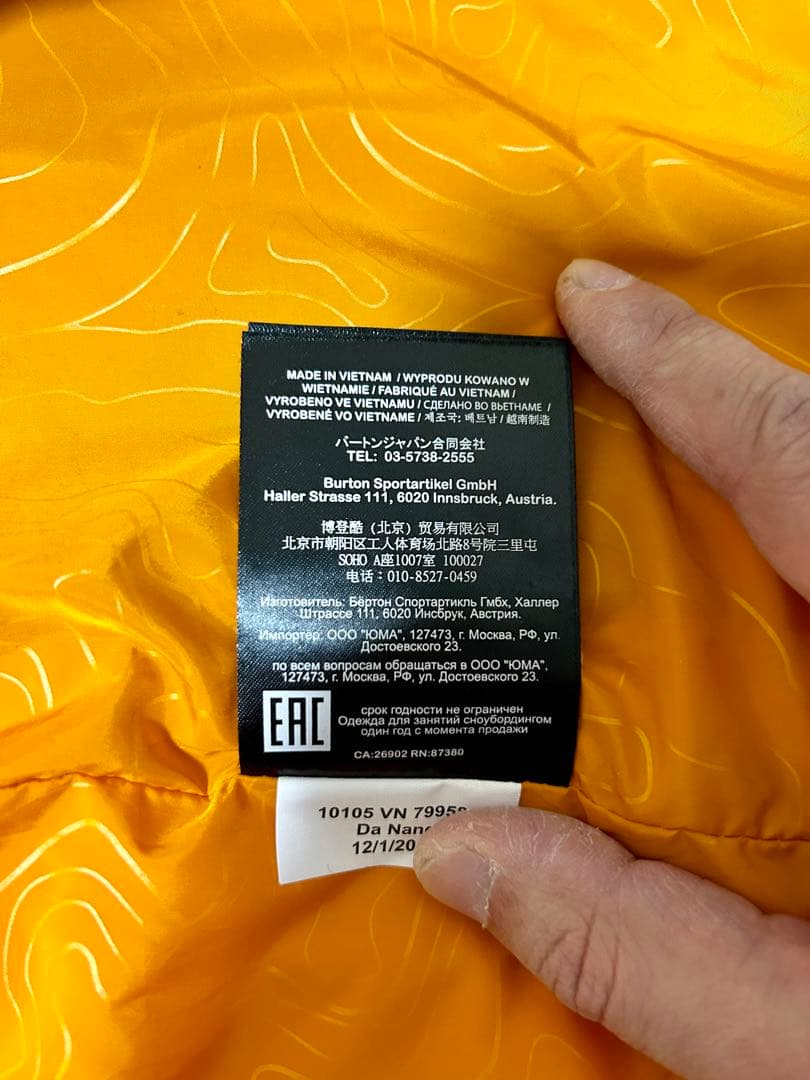 MADE IN VIETNAM / WYPRODU KOWANO W
WIETNAMIE / FABRIQUÉ AU VIETNAM /
VYROBENO VE VIETNAMU / СДЕЛАНО ВО ВЬЕТНАМЕ /
VYROBENÉ VO VIETNAME / 제조국: 베트남 / 越南制造
バートンジャパン合同会社
TEL: 03-5738-2555
Burton Sportartikel GmbH
Haller Strasse 111, 6020 Innsbruck, Austria.
博登酷（北京）贸易有限公司
北京市朝阳区工人体育场北路8号院三里屯
SOHO A座1007室 100027
电话：010-8527-0459
Изготовитель: Бёртон Спортартикль Гмбх, Халлер
Штрассе 111, 6020 Инсбрук, Австрия.
Импортер: ООО "ЮМА", 127473, г. Москва, РФ, ул.
Достоевского 23.
по всем вопросам обращаться в ООО "ЮМА",
127473, г. Москва, РФ, ул. Достоевского 23.
EAC
срок годности не ограничен
Одежда для занятий сноубордингом
один год с момента продажи
CA:26902 RN:87380
10105 VN
Da Nang